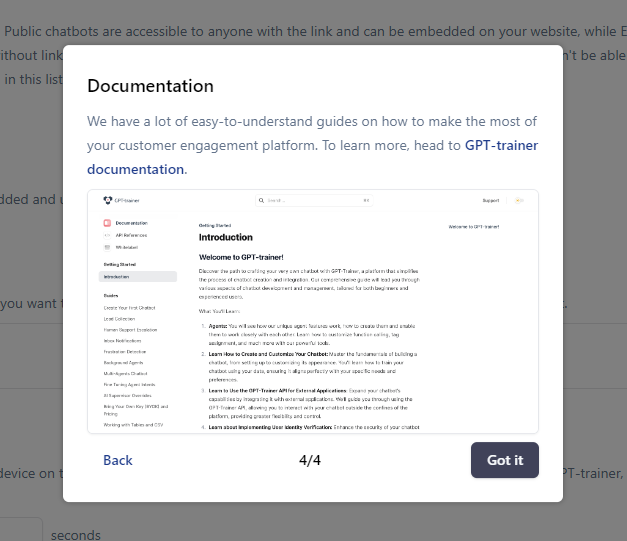 Public chatbots are accessible to anyone with the link and can be embedded on your website, while E
ithout link
n't be able
in this list
Documentation
We have a lot of easy-to-understand guides on how to make the most of
your customer engagement platform. To learn more, head to GPT-trainer
documentation.
GPT-trainer
Search...
⌘K
Support
Documentation
API References
Whitelabel
Getting Started
Introduction
Guides
Create Your First Chatbot
Lead Collection
Human Support Escalation
Inbox Notifications
Frustration Detection
Background Agents
Multi-Agents Chatbot
Fine Tuning Agent Intents
AI Supervisor Overrides
Bring Your Own Key (BYOK) and
Pricing
Working with Tables and CSV
Getting Started
Introduction
Welcome to GPT-trainer!
Discover the path to crafting your very own chatbot with GPT-Trainer, a platform that simplifies
the process of chatbot creation and integration. Our comprehensive guide will lead you through
various aspects of chatbot development and management, tailored for both beginners and
experienced users.
What You'll Learn:
1. Agents: You will see how our unique agent features work, how to create them and enable
them to work closely with each other. Learn how to customize function calling, tag
assignment, and much more with our powerful tools.
2. Learn How to Create and Customize Your Chatbot: Master the fundamentals of building a
chatbot, from setting up to customizing its appearance. You'll learn how to train your
chatbot using your data, ensuring it aligns perfectly with your specific needs and
preferences.
3. Learn to Use the GPT-Trainer API for External Applications: Expand your chatbot's
capabilities by integrating it with external applications. We'll guide you through using the
GPT-Trainer API, allowing you to interact with your chatbot outside the confines of the
platform, providing greater flexibility and control.
4. Learn about Implementing User Identity Verification: Enhance the security of your chatbot
Welcome to GPT-trainer!
dded and u
you want t
Back
4/4
Got it
device on t
PT-trainer,
seconds